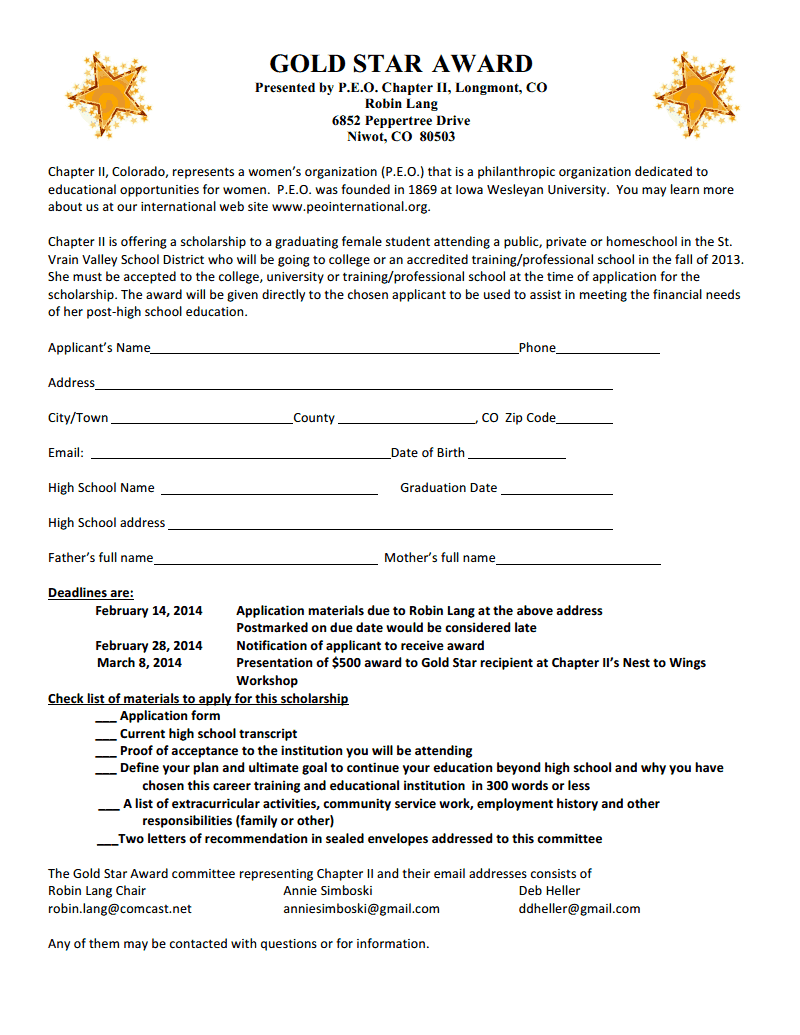 GOLD STAR AWARD
Presented by P.E.O. Chapter II, Longmont, CO
Robin Lang
6852 Peppertree Drive
Niwot, CO  80503
Chapter II, Colorado, represents a women's organization (P.E.O.) that is a philanthropic organization dedicated to
educational opportunities for women.  P.E.O. was founded in 1869 at Iowa Wesleyan University.  You may learn more
about us at our international web site www.peointernational.org.
Chapter II is offering a scholarship to a graduating female student attending a public, private or homeschool in the St.
Vrain Valley School District who will be going to college or an accredited training/professional school in the fall of 2013.
She must be accepted to the college, university or training/professional school at the time of application for the
scholarship. The award will be given directly to the chosen applicant to be used to assist in meeting the financial needs
of her post-high school education.
Applicant's Name____________________ Phone__________
Address____________________
City/Town ____________________County ____________________, CO  Zip Code________
Email:  ____________________Date of Birth __________
High School Name  ____________________ Graduation Date __________
High School address ____________________
Father's full name____________________ Mother's full name____________________
Deadlines are:
February 14, 2014 Application materials due to Robin Lang at the above address
Postmarked on due date would be considered late
February 28, 2014 Notification of applicant to receive award
March 8, 2014 Presentation of $500 award to Gold Star recipient at Chapter II's Nest to Wings
Workshop
Check list of materials to apply for this scholarship
___ Application form
___ Current high school transcript
___ Proof of acceptance to the institution you will be attending
___ Define your plan and ultimate goal to continue your education beyond high school and why you have
chosen this career training and educational institution  in 300 words or less
___ A list of extracurricular activities, community service work, employment history and other
responsibilities (family or other)
___Two letters of recommendation in sealed envelopes addressed to this committee
The Gold Star Award committee representing Chapter II and their email addresses consists of
Robin Lang Chair Annie Simboski Deb Heller
robin.lang@comcast.net anniesimboski@gmail.com ddheller@gmail.com
Any of them may be contacted with questions or for information.